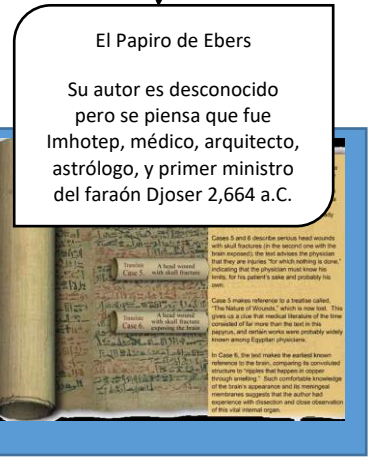 El Papiro de Ebers
Su autor es desconocido
pero se piensa que fue
Imhotep, médico, arquitecto,
astrólogo, y primer ministro
del faraón Djoser 2,664 a.C.
Translate
Case 5
A head wound
with skull fracture
Translate
Case 6
A head wound
with skull fracture
exposing the brain
Cases 5 and 6 describe serious head wounds
with skull fractures (in the second one with the
brain exposed); the text advises the physician
that they are injuries "for which nothing is done,"
indicating that the physician must know his
limits, for his patient's sake and probably his
own.
Case 5 makes reference to a treatise called,
"The Nature of Wounds," which is now lost. This
gives us a clue that medical literature of the time
consisted of far more than the text in this
papyrus, and certain works were probably widely
known among Egyptian physicians.
In Case 6, the text makes the earliest known
reference to the brain, comparing its convoluted
structure to "ripples that happen in copper
through smelting." Such comfortable knowledge
of the brain's appearance and its meningeal
membranes suggests that the author had
experience with dissection and close observation
of this vital internal organ.